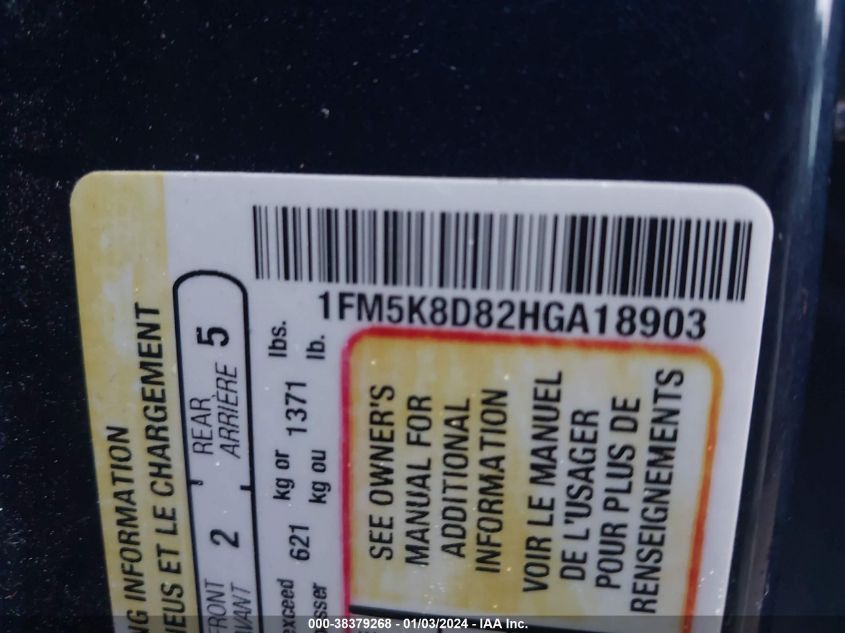 1FM5K8D82HGA18903
NG INFORMATION
NEUS ET LE CHARGEMENT
FRONT 2 REAR 5
AVANT ARRIÈRE
exceed 621 kg or 1371 lbs.
kg ou lb.
SEE OWNER'S
MANUAL FOR
ADDITIONAL
INFORMATION
VOIR LE MANUEL
DE L'USAGER
POUR PLUS DE
RENSEIGNEMENTS
000-38379268 - 01/03/2024 - IAA Inc.